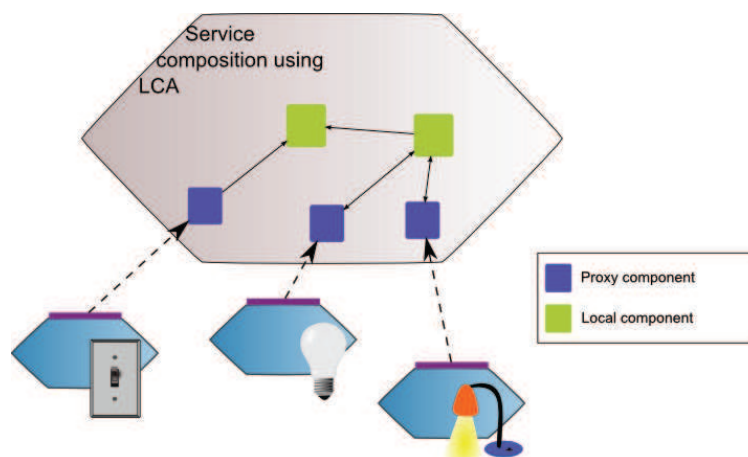 Service
composition using
LCA
Proxy component
Local component